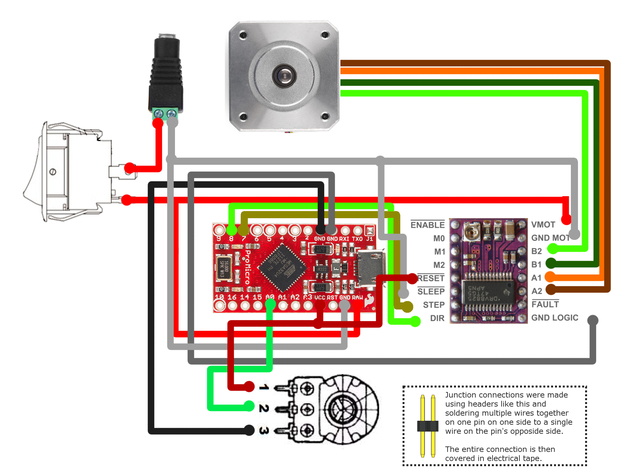 ENABLE
M0
M1
M2
RESET
SLEEP
STEP
DIR
VMOT
GND MOT
B2
B1
A1
A2
FAULT
GND LOGIC
9 8 7 6 5 4 3 2 GND GND RXI TXO J1
ProMicro
10 16 14 15 A0 A1 A2 A3 VCC RST GND RAW
1
2
3
Junction connections were made
using headers like this and
soldering multiple wires together
on one pin on one side to a single
wire on the pin's opposite side.
The entire connection is then
covered in electrical tape.